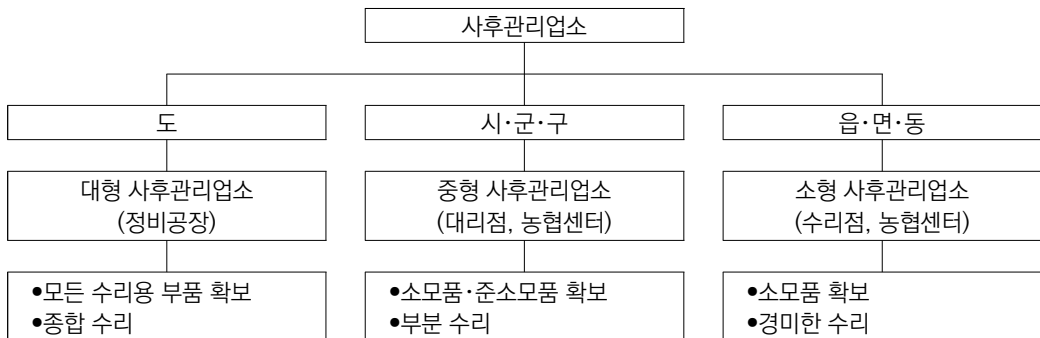 사후관리업소
도
시·군·구
읍·면·동
대형 사후관리업소
(정비공장)
중형 사후관리업소
(대리점, 농협센터)
소형 사후관리업소
(수리점, 농협센터)
●모든 수리용 부품 확보
●종합 수리
●소모품·준소모품 확보
●부분 수리
●소모품 확보
●경미한 수리